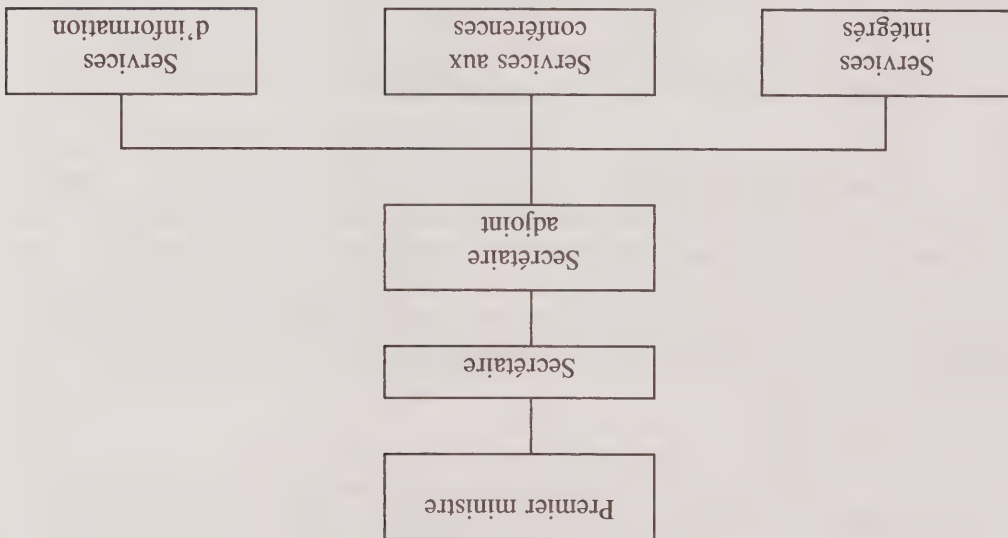 Premier ministre
Secrétaire
Secrétaire
adjoint
Services
intégrés
Services aux
conférences
Services
d'information